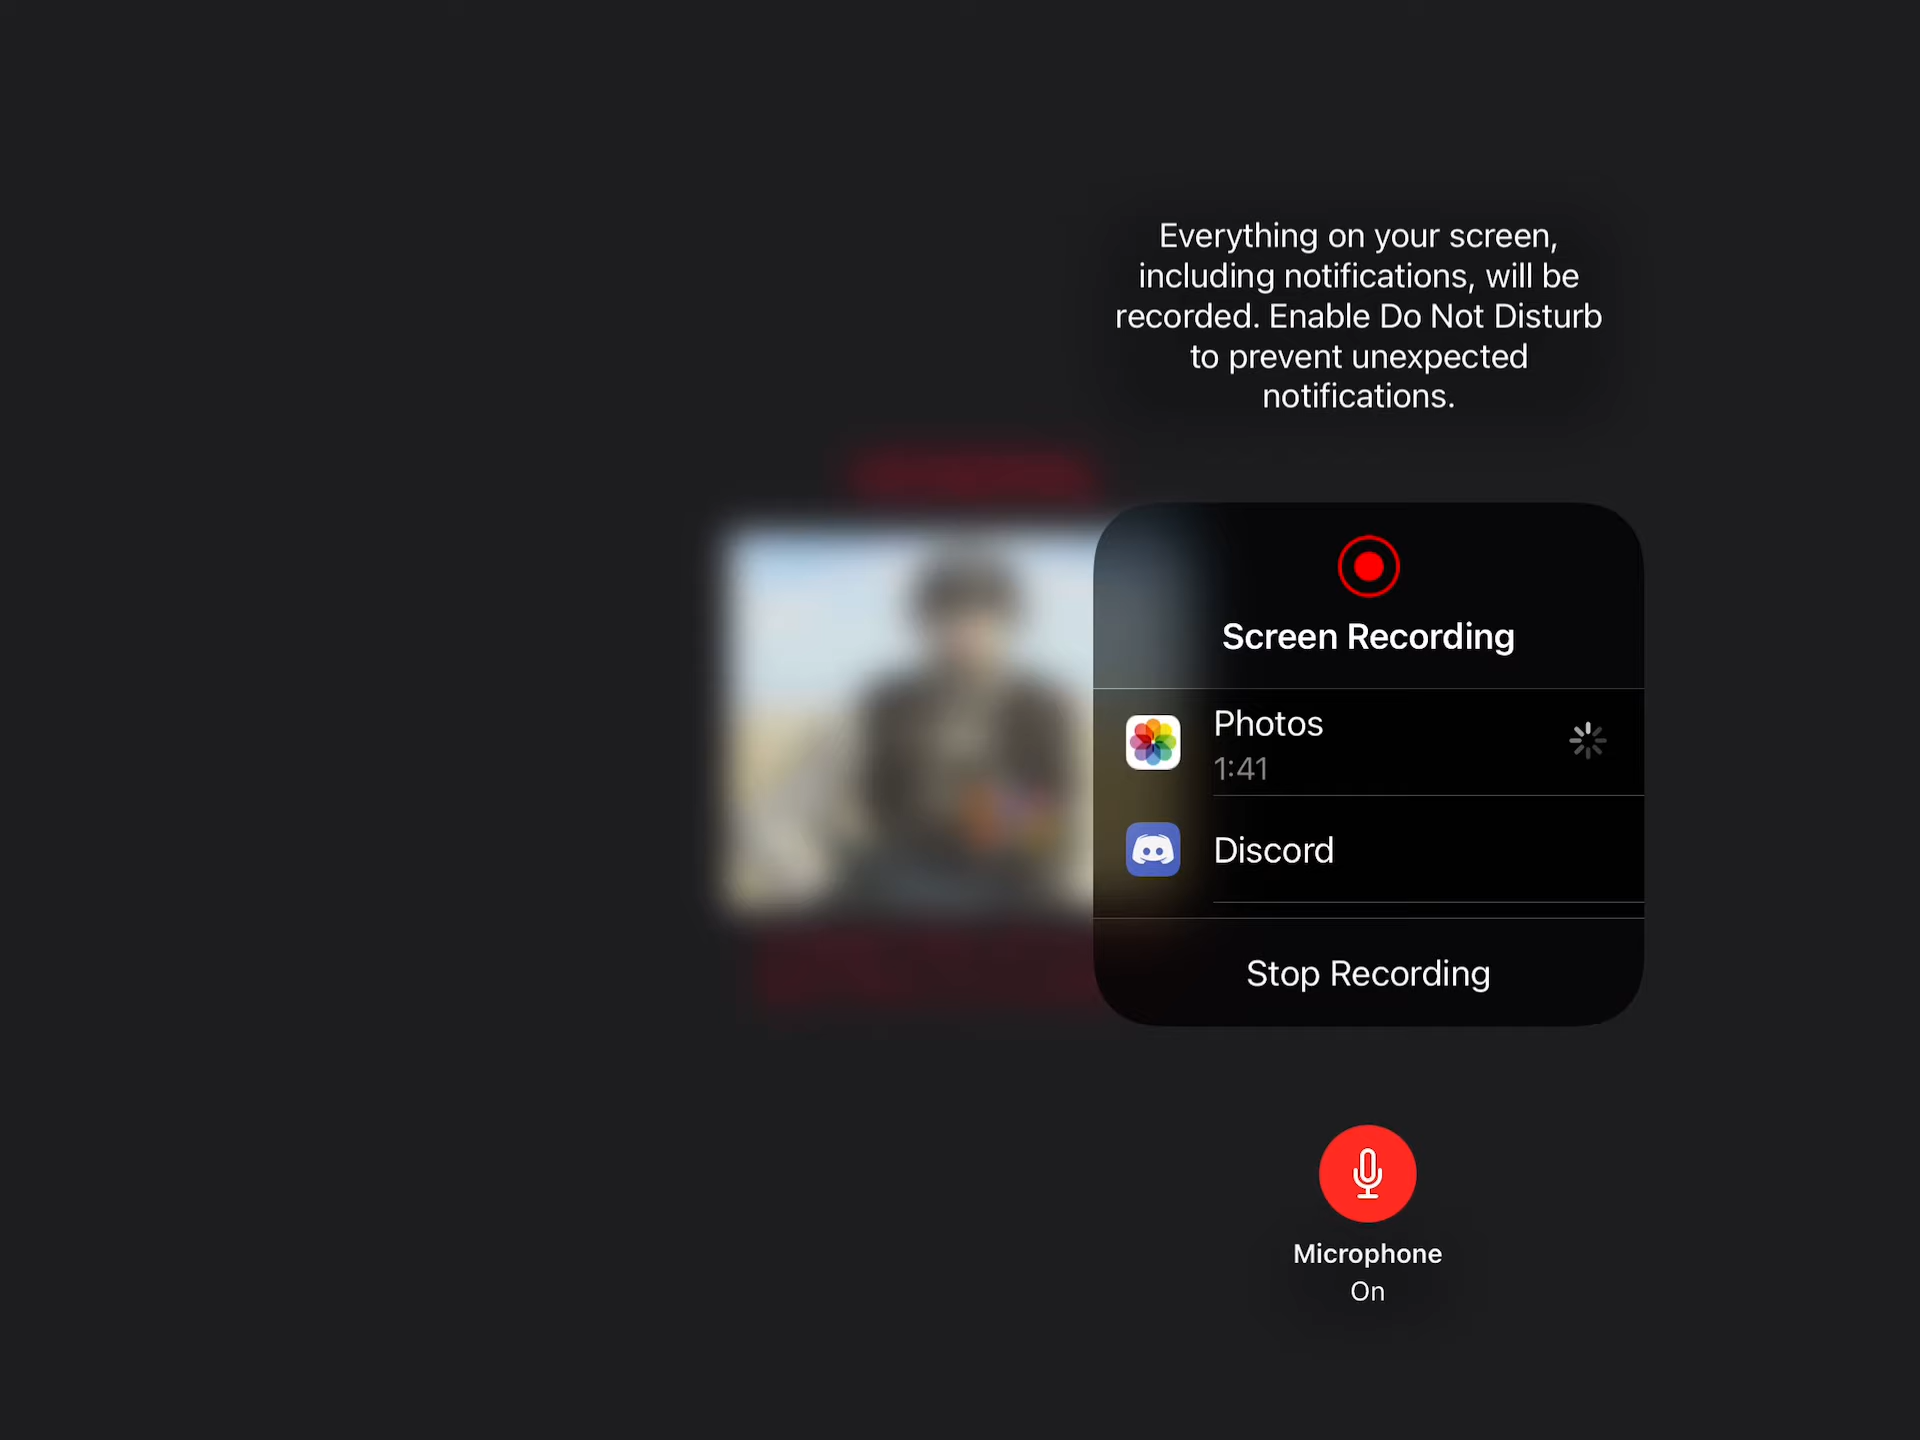 Everything on your screen,
including notifications, will be
recorded. Enable Do Not Disturb
to prevent unexpected
notifications.
Screen Recording
Photos
1:41
Discord
Stop Recording
Microphone
On